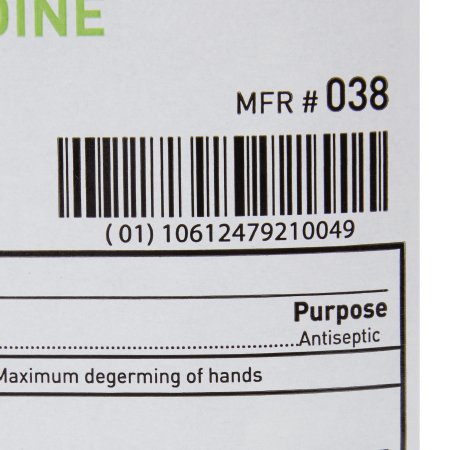 DINE
MFR # 038
( 01) 10612479210049
Purpose
Antiseptic
Maximum degerming of hands